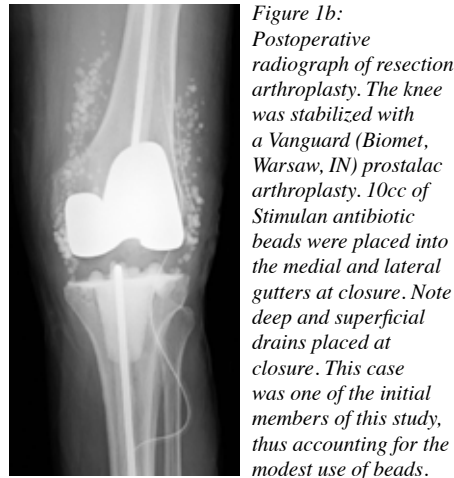 Figure 1b:
Postoperative
radiograph of resection
arthroplasty. The knee
was stabilized with
a Vanguard (Biomet,
Warsaw, IN) prostalac
arthroplasty. 10cc of
Stimulan antibiotic
beads were placed into
the medial and lateral
gutters at closure. Note
deep and superficial
drains placed at
closure. This case
was one of the initial
members of this study,
thus accounting for the
modest use of beads.